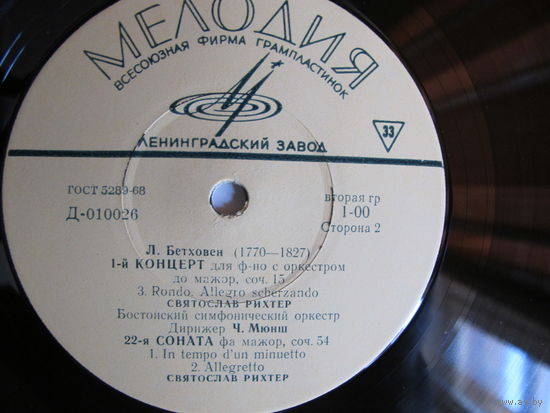 МЕЛОДИЯ
ВСЕСОЮЗНАЯ ФИРМА ГРАМПЛАСТИНОК
ЛЕНИНГРАДСКИЙ ЗАВОД
33
ГОСТ 5289-68
Д-010026
вторая гр
1-00
Сторона 2
Л. Бетховен (1770—1827)
1-й КОНЦЕРТ для ф-но с оркестром
до мажор, соч. 15
3. Rondo. Allegro scherzando
СВЯТОСЛАВ РИХТЕР
Бостонский симфонический оркестр
Дирижер Ч. Мюнш
22-я СОНАТА фа мажор, соч. 54
1. In tempo d'un minuetto
2. Allegretto
СВЯТОСЛАВ РИХТЕР